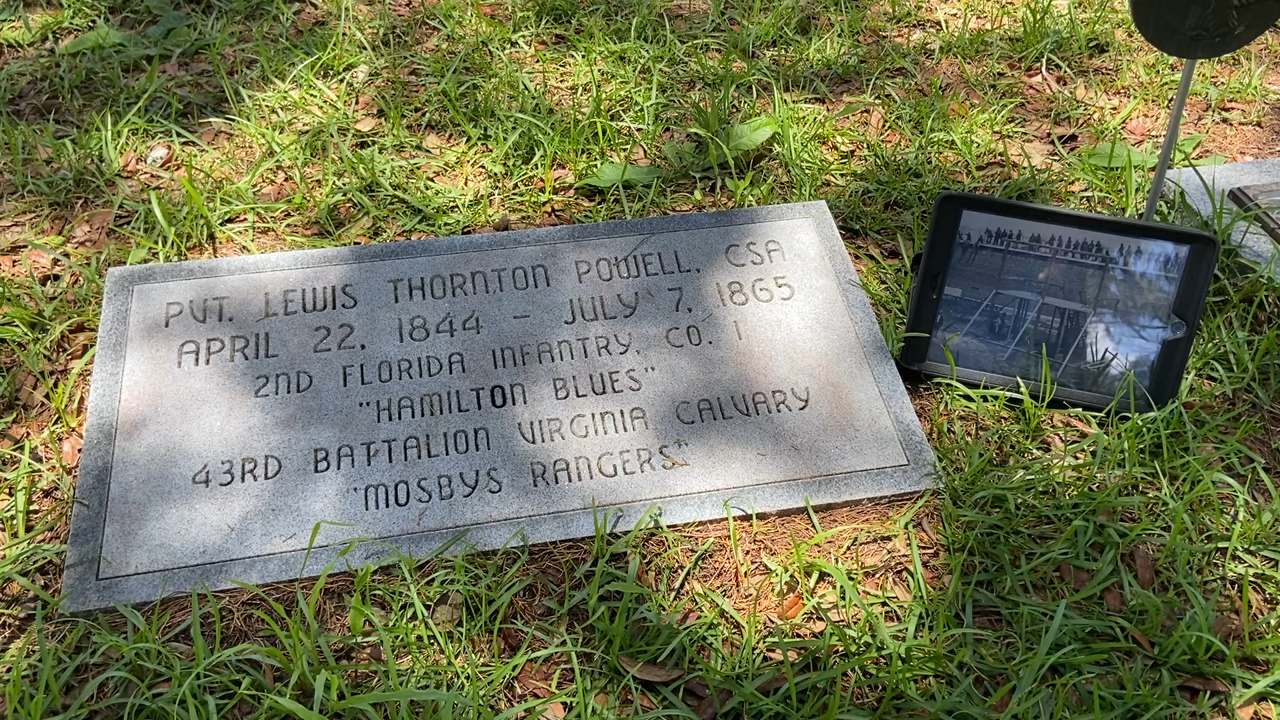 PVT. LEWIS THORNTON POWELL, CSA
APRIL 22, 1844 - JULY 7, 1865
2ND FLORIDA INFANTRY, CO. I
"HAMILTON BLUES"
43RD BATTALION VIRGINIA CALVARY
"MOSBYS RANGERS"